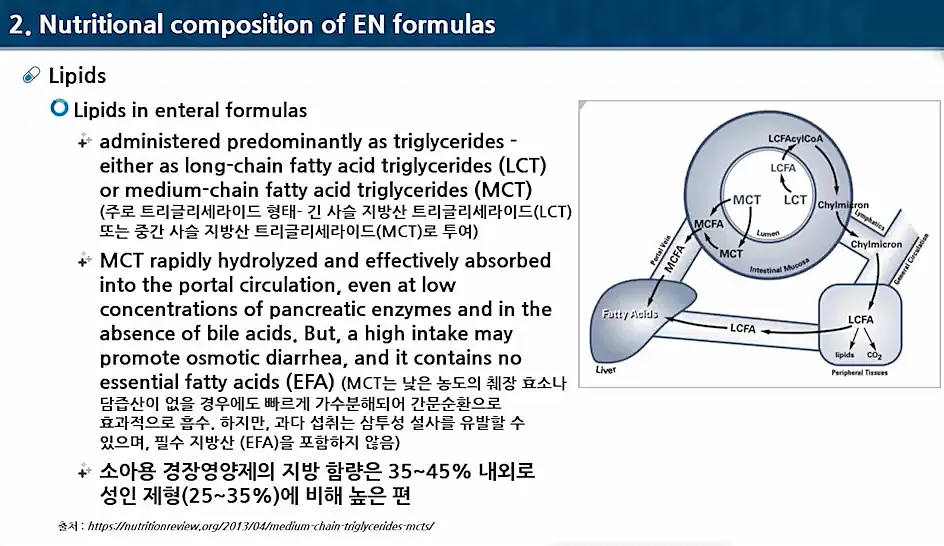 2. Nutritional composition of EN formulas
Lipids
Lipids in enteral formulas
administered predominantly as triglycerides -
either as long-chain fatty acid triglycerides (LCT)
or medium-chain fatty acid triglycerides (MCT)
(주로 트리글리세라이드 형태- 긴 사슬 지방산 트리글리세라이드(LCT)
또는 중간 사슬 지방산 트리글리세라이드(MCT)로 투여)
MCT rapidly hydrolyzed and effectively absorbed
into the portal circulation, even at low
concentrations of pancreatic enzymes and in the
absence of bile acids. But, a high intake may
promote osmotic diarrhea, and it contains no
essential fatty acids (EFA) (MCT는 낮은 농도의 췌장 효소나
담즙산이 없을 경우에도 빠르게 가수분해되어 간문순환으로
효과적으로 흡수. 하지만, 과다 섭취는 삼투성 설사를 유발할 수
있으며, 필수 지방산 (EFA)을 포함하지 않음)
소아용 경장영양제의 지방 함량은 35~45% 내외로
성인 제형(25~35%)에 비해 높은 편
출처 : https://nutritionreview.org/2013/04/medium-chain-triglycerides-mcts/
LCFAcylCoA
LCFA
MCT
LCT
Chylmicron
MCFA
Lumen
MCT
Intestinal Mucosa
Lymphatics
Chylmicron
General Circulation
Portal Vein
MCFA
Fatty Acids
LCFA
LCFA
lipids
CO2
Liver
Peripheral Tissues